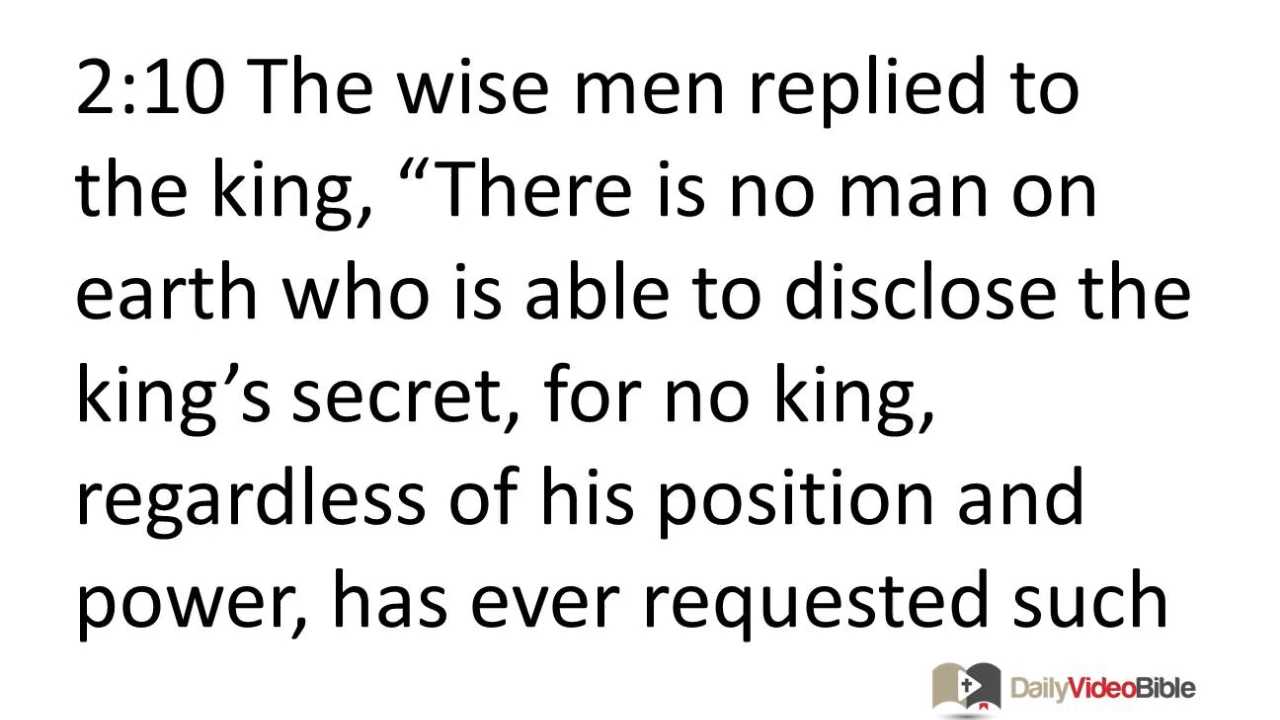 2:10 The wise men replied to
the king, “There is no man on
earth who is able to disclose the
king’s secret, for no king,
regardless of his position and
power, has ever requested such
DailyVideoBible